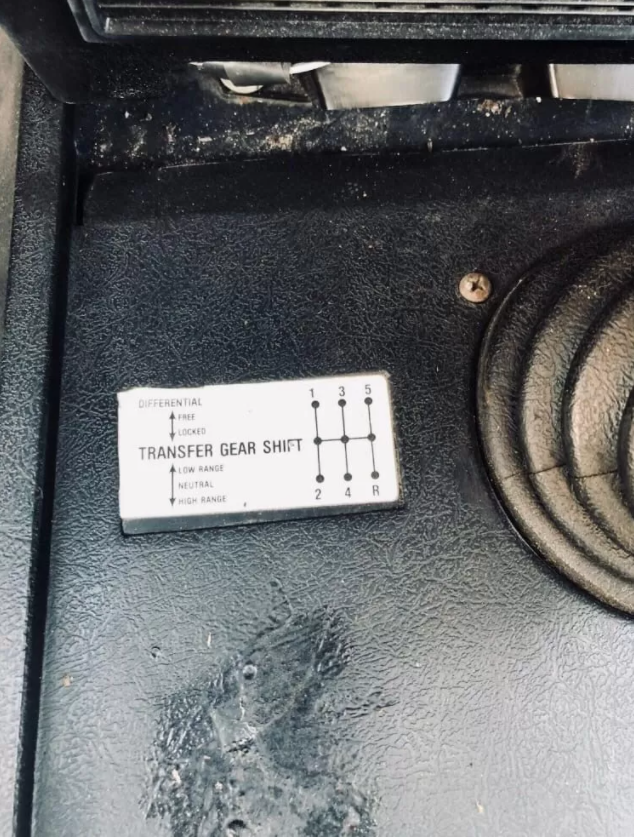 DIFFERENTIAL
FREE
LOCKED
TRANSFER GEAR SHIFT
LOW RANGE
NEUTRAL
HIGH RANGE
1 3 5
2 4 R